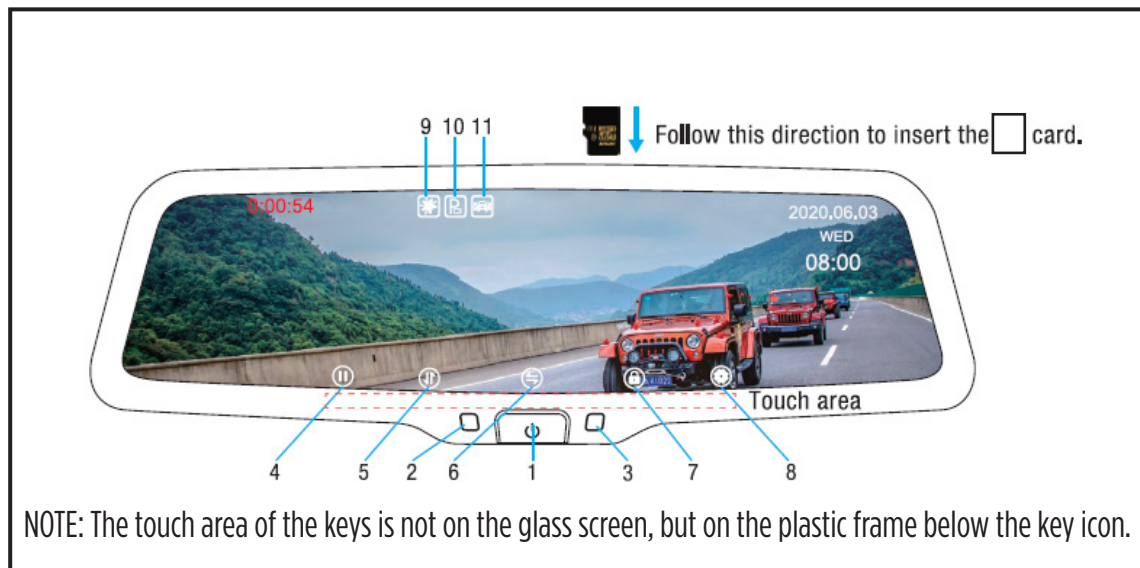 Follow this direction to insert the card.
9 10 11
0:00:54
2020.06.03
WED
08:00
Touch area
4 5 2 6 1 3 7 8
NOTE: The touch area of the keys is not on the glass screen, but on the plastic frame below the key icon.